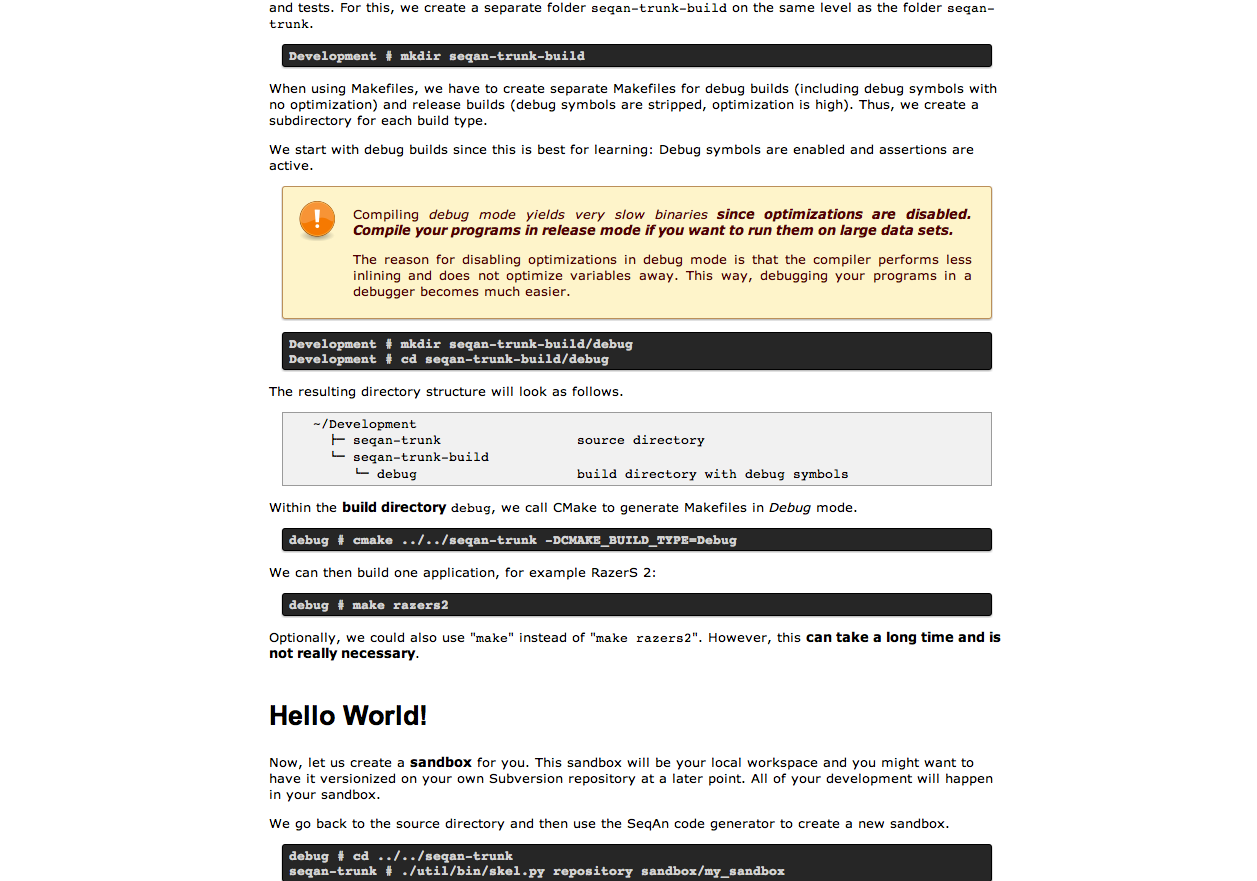 and tests. For this, we create a separate folder seqan-trunk-build on the same level as the folder seqan-
trunk.
Development # mkdir seqan-trunk-build
When using Makefiles, we have to create separate Makefiles for debug builds (including debug symbols with
no optimization) and release builds (debug symbols are stripped, optimization is high). Thus, we create a
subdirectory for each build type.
We start with debug builds since this is best for learning: Debug symbols are enabled and assertions are
active.
Compiling debug mode yields very slow binaries since optimizations are disabled.
Compile your programs in release mode if you want to run them on large data sets.
The reason for disabling optimizations in debug mode is that the compiler performs less
inlining and does not optimize variables away. This way, debugging your programs in a
debugger becomes much easier.
Development # mkdir seqan-trunk-build/debug
Development # cd seqan-trunk-build/debug
The resulting directory structure will look as follows.
~/Development
├─ seqan-trunk source directory
└─ seqan-trunk-build
└─ debug build directory with debug symbols
Within the build directory debug, we call CMake to generate Makefiles in Debug mode.
debug # cmake ../../seqan-trunk -DCMAKE_BUILD_TYPE=Debug
We can then build one application, for example RazerS 2:
debug # make razers2
Optionally, we could also use "make" instead of "make razers2". However, this can take a long time and is
not really necessary.
Hello World!
Now, let us create a sandbox for you. This sandbox will be your local workspace and you might want to
have it versionized on your own Subversion repository at a later point. All of your development will happen
in your sandbox.
We go back to the source directory and then use the SeqAn code generator to create a new sandbox.
debug # cd ../../seqan-trunk
seqan-trunk # ./util/bin/skel.py repository sandbox/my_sandbox